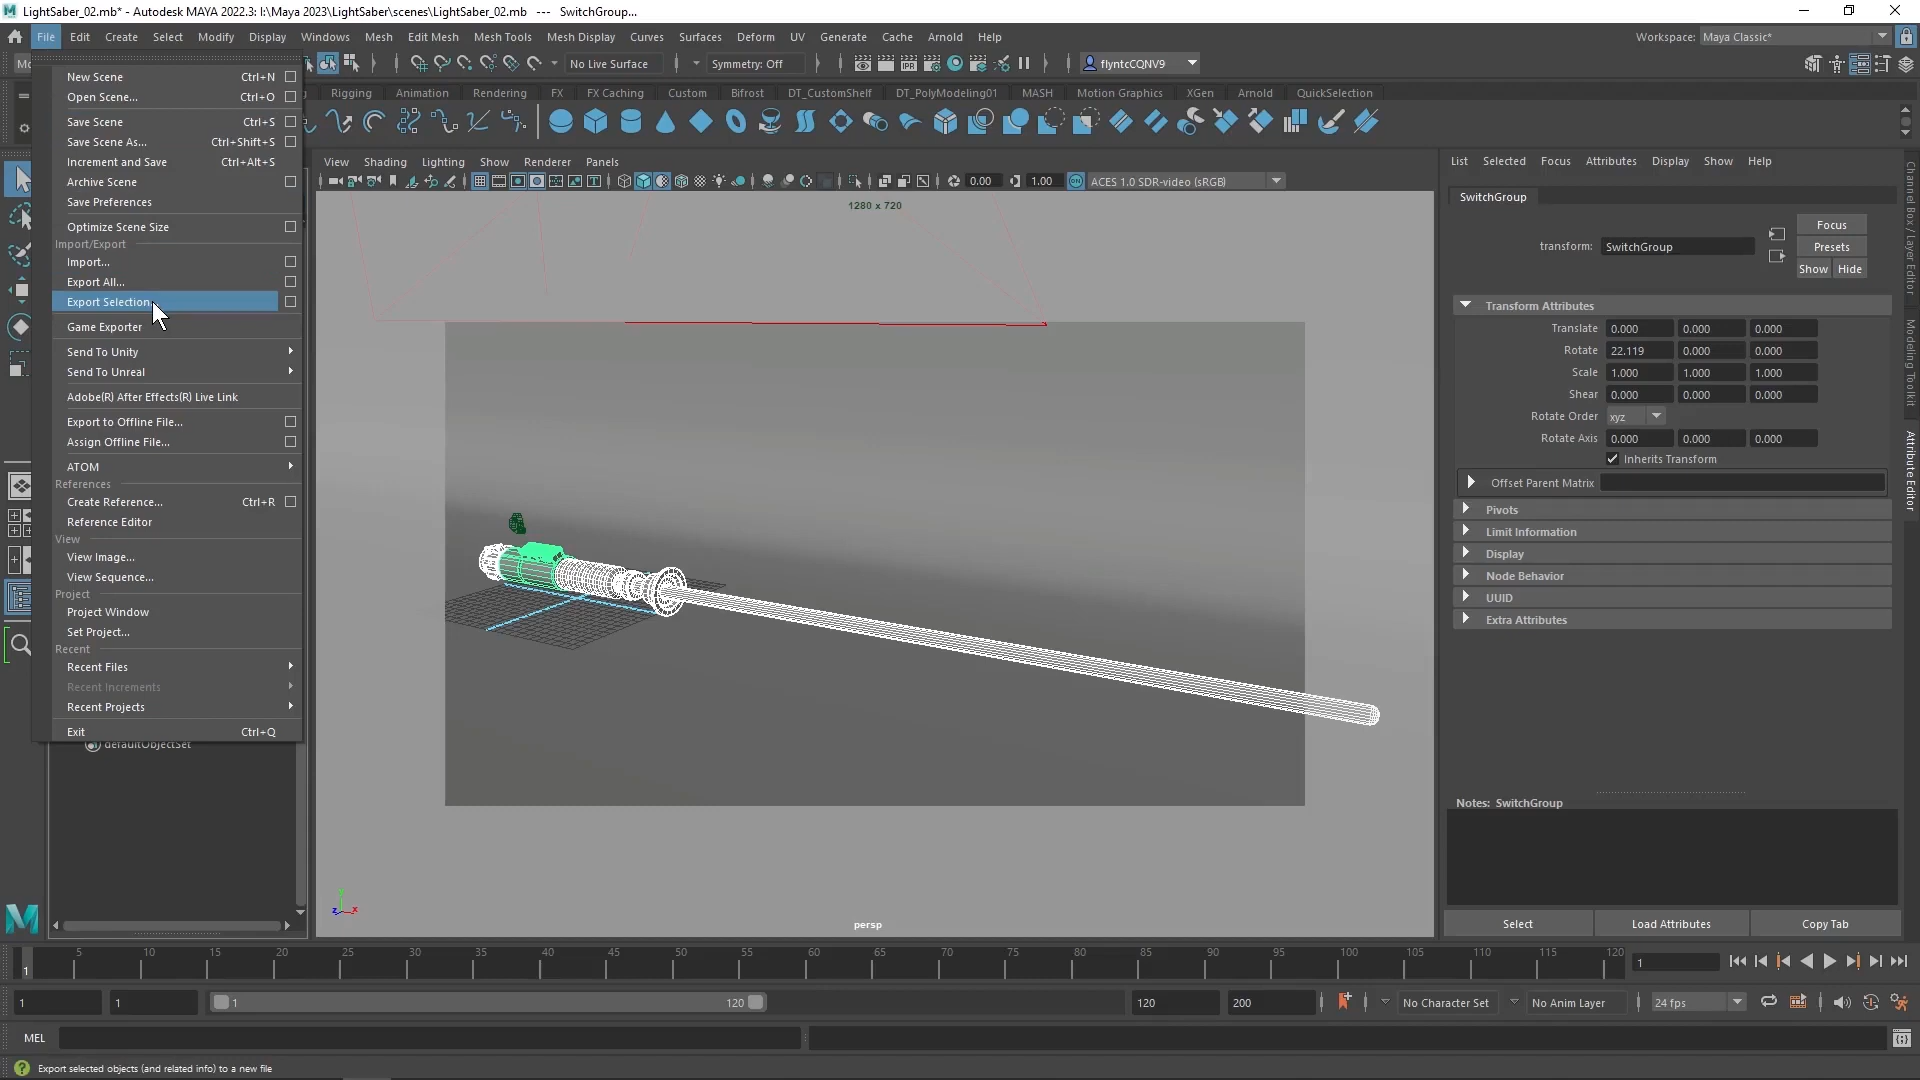 LightSaber_02.mb* - Autodesk MAYA 2022.3: I:\Maya 2023\LightSaber\scenes\LightSaber_02.mb --- SwitchGroup...
File Edit Create Select Modify Display Windows Mesh Edit Mesh Mesh Tools Mesh Display Curves Surfaces Deform UV Generate Cache Arnold Help
Workspace: Maya Classic*
No Live Surface
Symmetry: Off
flyntcCQNV9
Rigging Animation Rendering FX FX Caching Custom Bifrost DT_CustomShelf DT_PolyModeling01 MASH Motion Graphics XGen Arnold QuickSelection
New Scene Ctrl+N
Open Scene... Ctrl+O
Save Scene Ctrl+S
Save Scene As... Ctrl+Shift+S
Increment and Save Ctrl+Alt+S
Archive Scene
Save Preferences
Optimize Scene Size
Import/Export
Import...
Export All...
Export Selection
Game Exporter
Send To Unity
Send To Unreal
Adobe(R) After Effects(R) Live Link
Export to Offline File...
Assign Offline File...
ATOM
References
Create Reference... Ctrl+R
Reference Editor
View
View Image...
View Sequence...
Project
Project Window
Set Project...
Recent
Recent Files
Recent Increments
Recent Projects
Exit Ctrl+Q
defaultObjectSet
View Shading Lighting Show Renderer Panels
IPR
0.00 1.00 ON ACES 1.0 SDR-video (sRGB)
1280 x 720
persp
y
z x
List Selected Focus Attributes Display Show Help
SwitchGroup
transform: SwitchGroup
Focus
Presets
Show Hide
Transform Attributes
Translate 0.000 0.000 0.000
Rotate 22.119 0.000 0.000
Scale 1.000 1.000 1.000
Shear 0.000 0.000 0.000
Rotate Order xyz
Rotate Axis 0.000 0.000 0.000
Inherits Transform
Offset Parent Matrix
Pivots
Limit Information
Display
Node Behavior
UUID
Extra Attributes
Notes: SwitchGroup
Select Load Attributes Copy Tab
Channel Box / Layer Editor
Modeling Toolkit
Attribute Editor
5 10 15 20 25 30 35 40 45 50 55 60 65 70 75 80 85 90 95 100 105 110 115 120
1
1
1 1 1 120 120 200 No Character Set No Anim Layer 24 fps
MEL
Export selected objects (and related info) to a new file